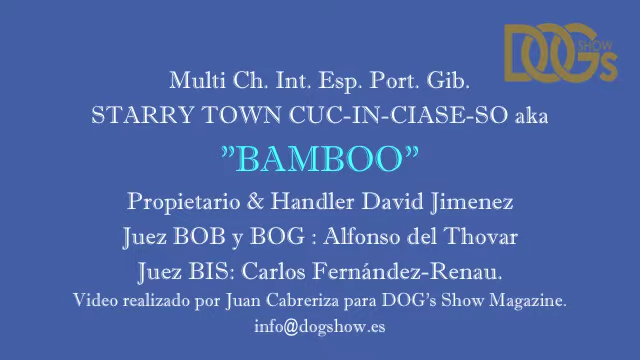 DOGs SHOW
Multi Ch. Int. Esp. Port. Gib.
STARRY TOWN CUC-IN-CIASE-SO aka
"BAMBOO"
Propietario & Handler David Jimenez
Juez BOB y BOG : Alfonso del Thovar
Juez BIS: Carlos Fernández-Renau.
Video realizado por Juan Cabreriza para DOG's Show Magazine.
info@dogshow.es